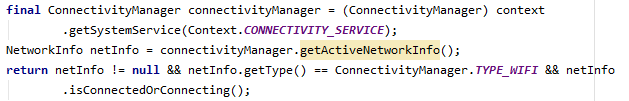 final ConnectivityManager connectivityManager = (ConnectivityManager) context
.getSystemService(Context.CONNECTIVITY_SERVICE);
NetworkInfo netInfo = connectivityManager.getActiveNetworkInfo();
return netInfo != null && netInfo.getType() == ConnectivityManager.TYPE_WIFI && netInfo
.isConnectedOrConnecting();